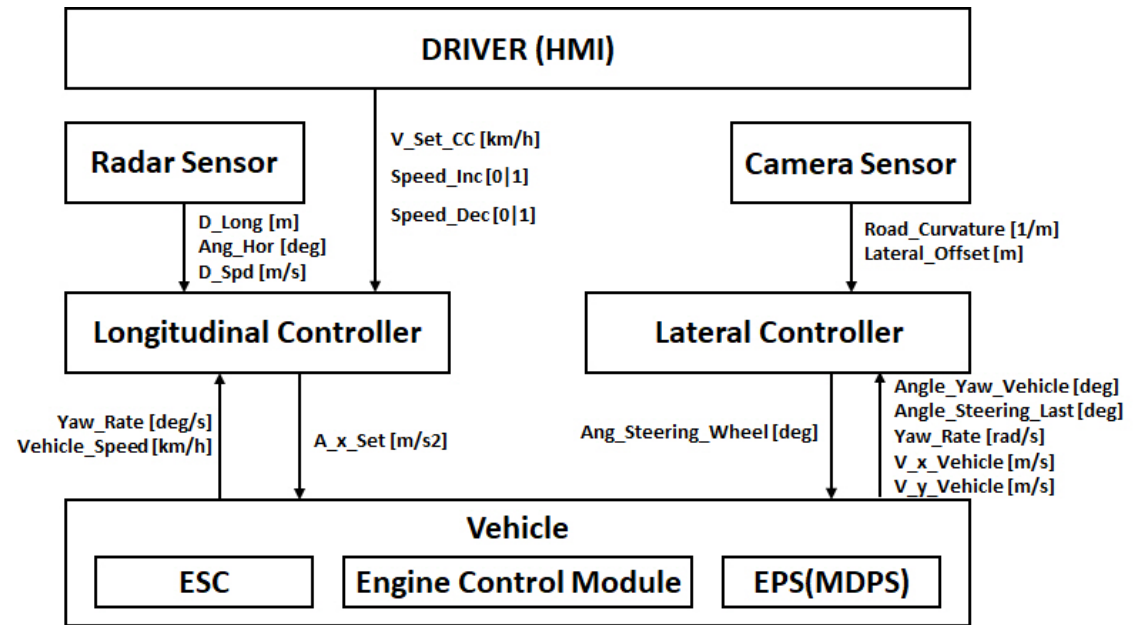 DRIVER (HMI)
Radar Sensor
V_Set_CC [km/h]
Speed_Inc [0|1]
Speed_Dec [0|1]
Camera Sensor
D_Long [m]
Ang_Hor [deg]
D_Spd [m/s]
Road_Curvature [1/m]
Lateral_Offset [m]
Longitudinal Controller
Lateral Controller
Yaw_Rate [deg/s]
Vehicle_Speed [km/h]
A_x_Set [m/s2]
Ang_Steering_Wheel [deg]
Angle_Yaw_Vehicle [deg]
Angle_Steering_Last [deg]
Yaw_Rate [rad/s]
V_x_Vehicle [m/s]
V_y_Vehicle [m/s]
Vehicle
ESC
Engine Control Module
EPS(MDPS)